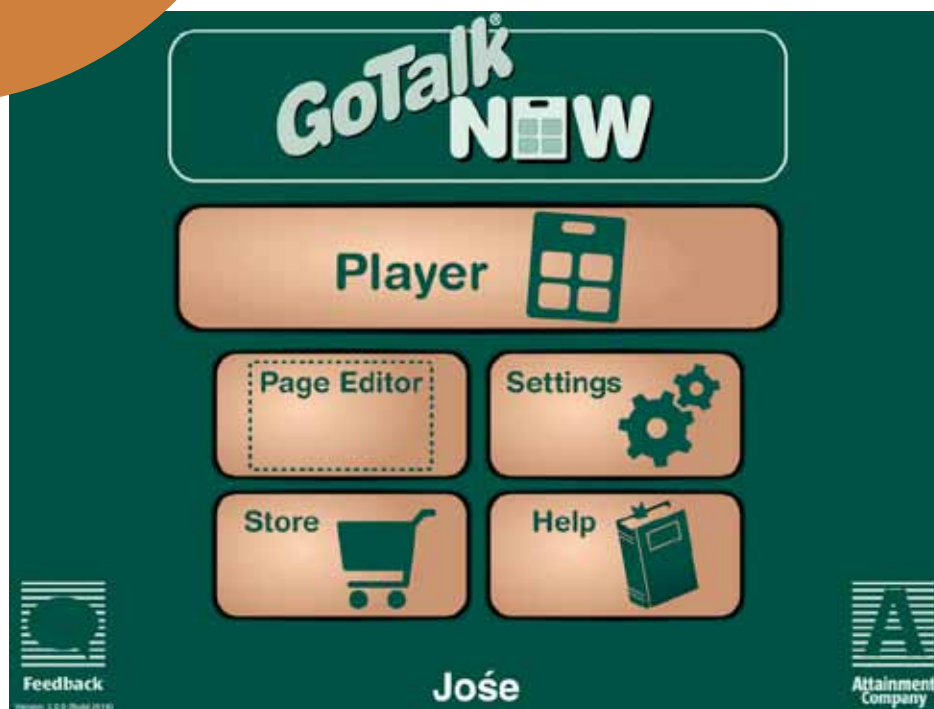 GoTalk®
NOW
Player
Page Editor
Settings
Store
Help
Feedback
Jośe
Attainment
Company